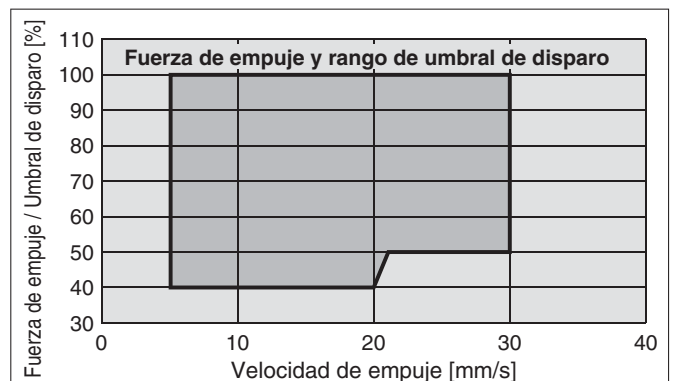 Fuerza de empuje y rango de umbral de disparo
Fuerza de empuje / Umbral de disparo [%]
110
100
90
80
70
60
50
40
30
0 10 20 30 40
Velocidad de empuje [mm/s]